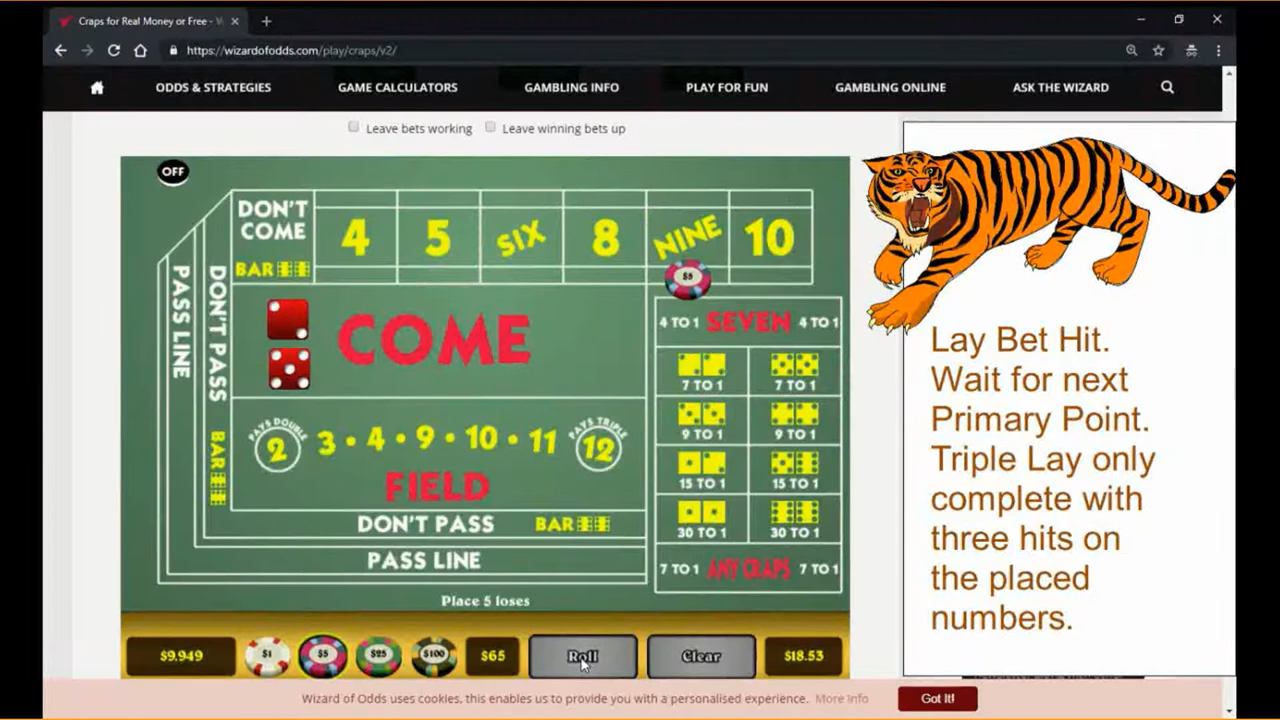 Craps for Real Money or Free - W
https://wizardofodds.com/play/craps/v2/
ODDS & STRATEGIES GAME CALCULATORS GAMBLING INFO PLAY FOR FUN GAMBLING ONLINE ASK THE WIZARD
Leave bets working Leave winning bets up
OFF
DON'T COME
BAR
4 5 SIX 8 NINE 10
$5
PASS LINE
DON'T PASS
BAR
COME
4 TO 1 SEVEN 4 TO 1
7 TO 1 7 TO 1
9 TO 1 9 TO 1
15 TO 1 15 TO 1
30 TO 1 30 TO 1
7 TO 1 ANY CRAPS 7 TO 1
PAYS DOUBLE
2
3 • 4 • 9 • 10 • 11
PAYS TRIPLE
12
FIELD
DON'T PASS BAR
PASS LINE
Place 5 loses
$9,949 $1 $5 $25 $100 $65 Roll Clear $18.53
Lay Bet Hit.
Wait for next
Primary Point.
Triple Lay only
complete with
three hits on
the placed
numbers.
Wizard of Odds uses cookies, this enables us to provide you with a personalised experience. More Info Got It!